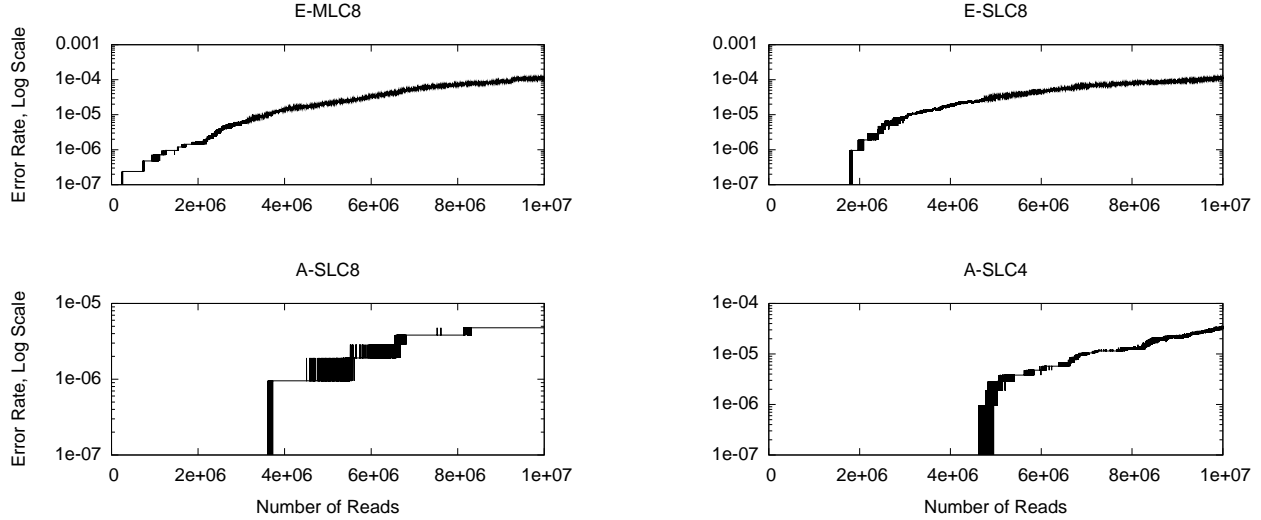 E-MLC8
E-SLC8
Error Rate, Log Scale
0.001
1e-04
1e-05
1e-06
1e-07
0
2e+06
4e+06
6e+06
8e+06
1e+07
0.001
1e-04
1e-05
1e-06
1e-07
0
2e+06
4e+06
6e+06
8e+06
1e+07
A-SLC8
A-SLC4
Error Rate, Log Scale
1e-05
1e-06
1e-07
0
2e+06
4e+06
6e+06
8e+06
1e+07
Number of Reads
1e-04
1e-05
1e-06
1e-07
0
2e+06
4e+06
6e+06
8e+06
1e+07
Number of Reads